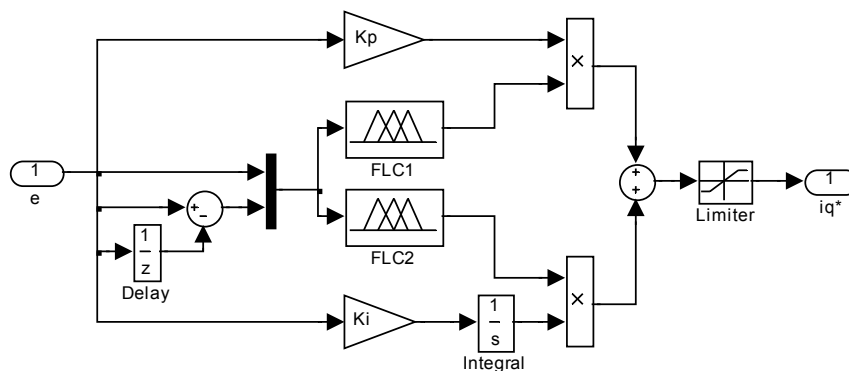 Kp
×
FLC1
1
e
+
+
−
1
iq*
Limiter
1
z
Delay
FLC2
×
Ki
1
s
Integral